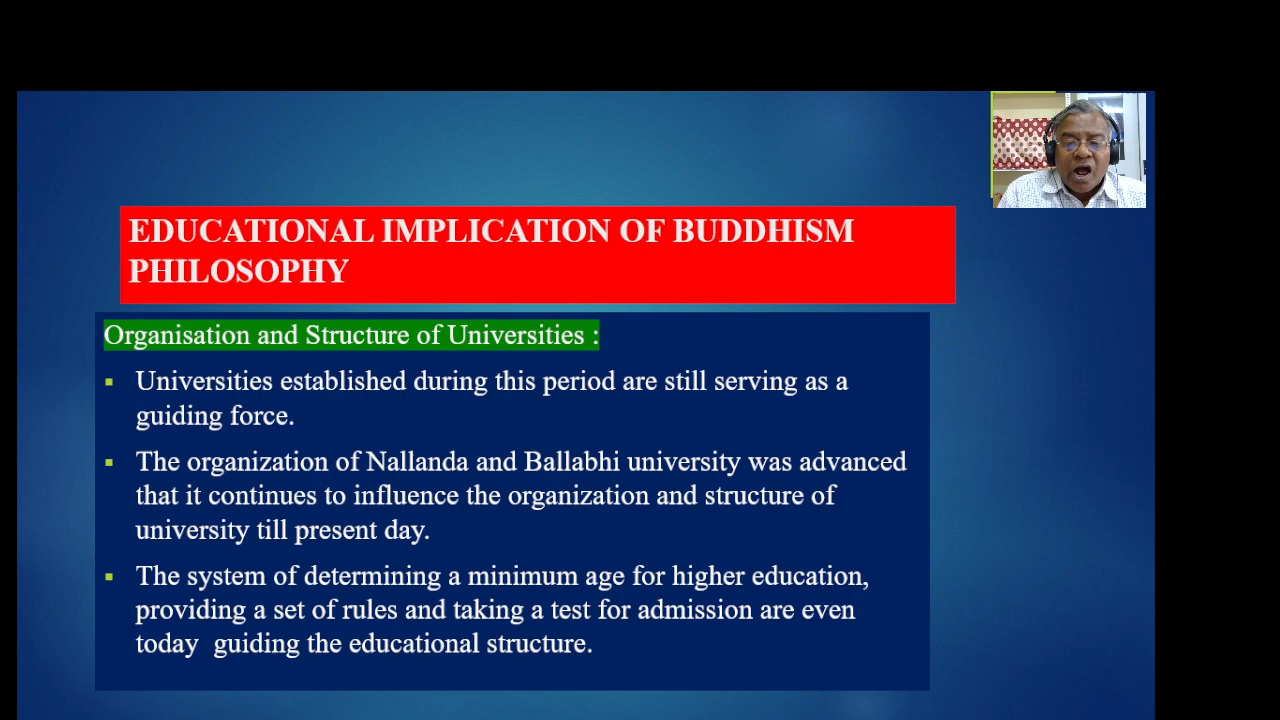 EDUCATIONAL IMPLICATION OF BUDDHISM
PHILOSOPHY
Organisation and Structure of Universities :
Universities established during this period are still serving as a
guiding force.
The organization of Nallanda and Ballabhi university was advanced
that it continues to influence the organization and structure of
university till present day.
The system of determining a minimum age for higher education,
providing a set of rules and taking a test for admission are even
today guiding the educational structure.